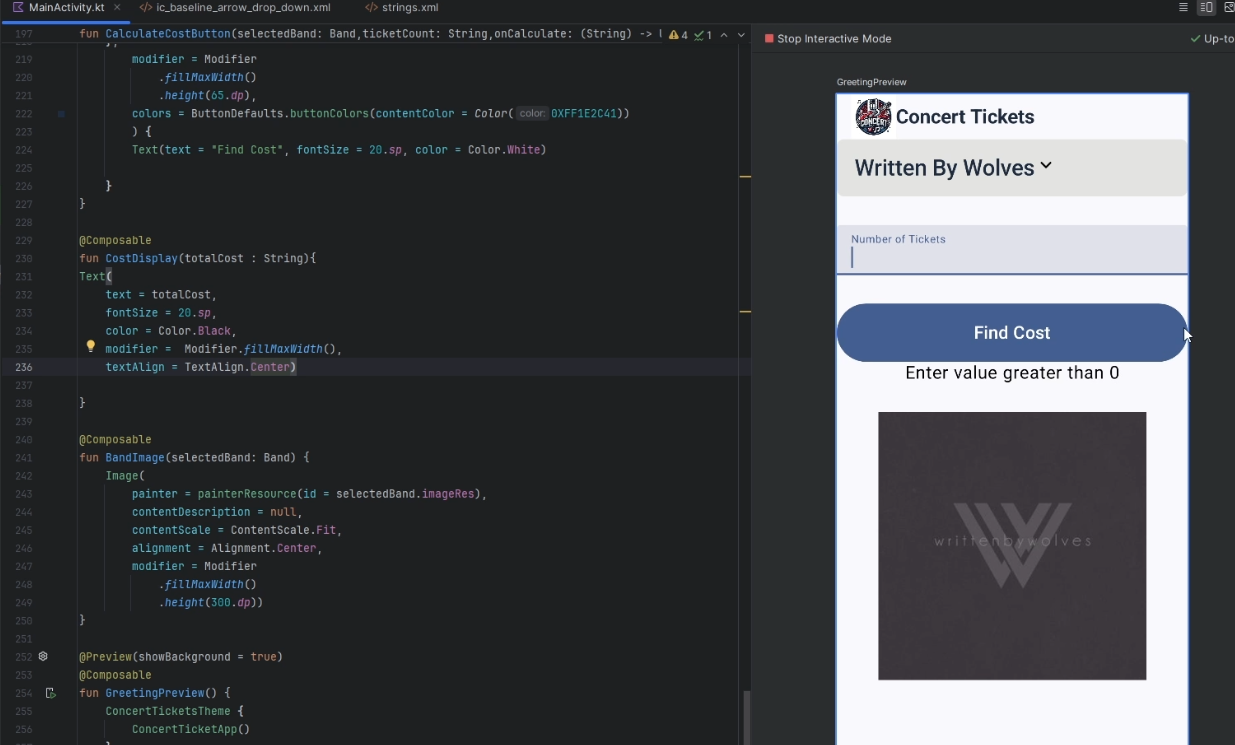 MainActivity.kt ic_baseline_arrow_drop_down.xml strings.xml
197 fun CalculateCostButton(selectedBand: Band,ticketCount: String,onCalculate: (String) -> 4 1
219 modifier = Modifier
220 .fillMaxWidth()
221 .height(65.dp),
222 colors = ButtonDefaults.buttonColors(contentColor = Color( color: 0XFF1E2C41))
223 ) {
224 Text(text = "Find Cost", fontSize = 20.sp, color = Color.White)
225
226 }
227 }
228
229 @Composable
230 fun CostDisplay(totalCost : String){
231 Text(
232 text = totalCost,
233 fontSize = 20.sp,
234 color = Color.Black,
235 modifier = Modifier.fillMaxWidth(),
236 textAlign = TextAlign.Center)
237
238 }
239
240 @Composable
241 fun BandImage(selectedBand: Band) {
242 Image(
243 painter = painterResource(id = selectedBand.imageRes),
244 contentDescription = null,
245 contentScale = ContentScale.Fit,
246 alignment = Alignment.Center,
247 modifier = Modifier
248 .fillMaxWidth()
249 .height(300.dp))
250 }
251
252 @Preview(showBackground = true)
253 @Composable
254 fun GreetingPreview() {
255 ConcertTicketsTheme {
256 ConcertTicketApp()
Stop Interactive Mode
Up-to
GreetingPreview
CONCERT
Concert Tickets
Written By Wolves
Number of Tickets
Find Cost
Enter value greater than 0
writtenbywolves